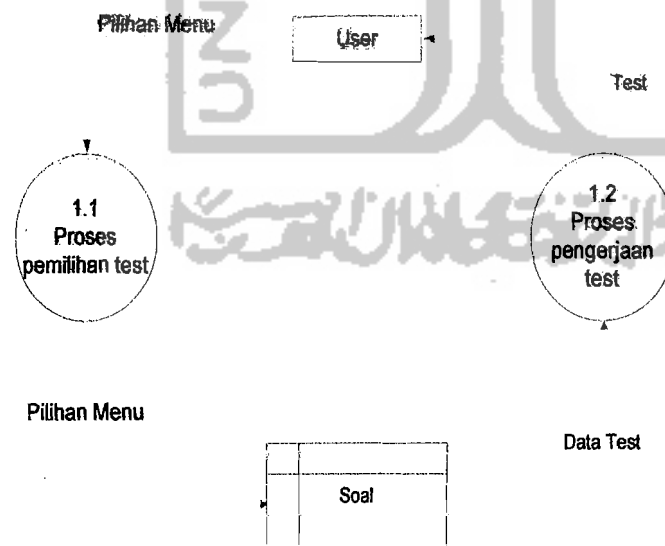 Pilihan Menu
User
Test
1.1
Proses
pemilihan test
1.2
Proses
pengerjaan
test
Pilihan Menu
Data Test
Soal